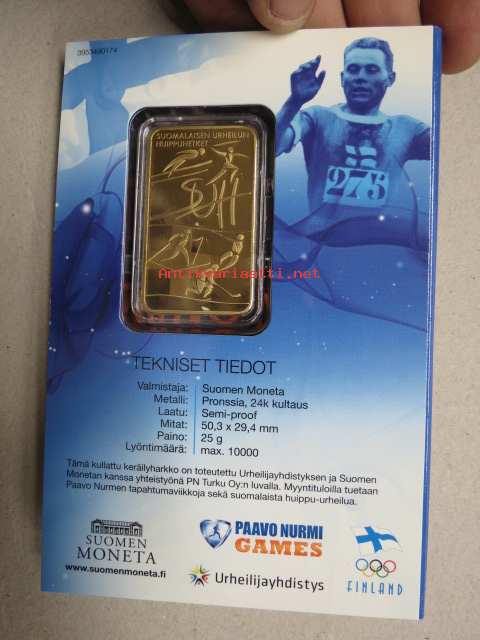 3953490174
SUOMALAISEN URHEILUN
HUIPPUHETKET
275
Antikvariaatti.net
TEKNISET TIEDOT
Valmistaja: Suomen Moneta
Metalli: Pronssia, 24k kultaus
Laatu: Semi-proof
Mitat: 50,3 x 29,4 mm
Paino: 25 g
Lyöntimäärä: max. 10000
Tämä kullattu keräilyharkko on toteutettu Urheilijayhdistyksen ja Suomen
Monetan kanssa yhteistyönä PN Turku Oy:n luvalla. Myyntituloilla tuetaan
Paavo Nurmen tapahtumaviikkoja sekä suomalaista huippu-urheilua.
SUOMEN
MONETA
www.suomenmoneta.fi
PAAVO NURMI
GAMES
Urheilijayhdistys
FINLAND